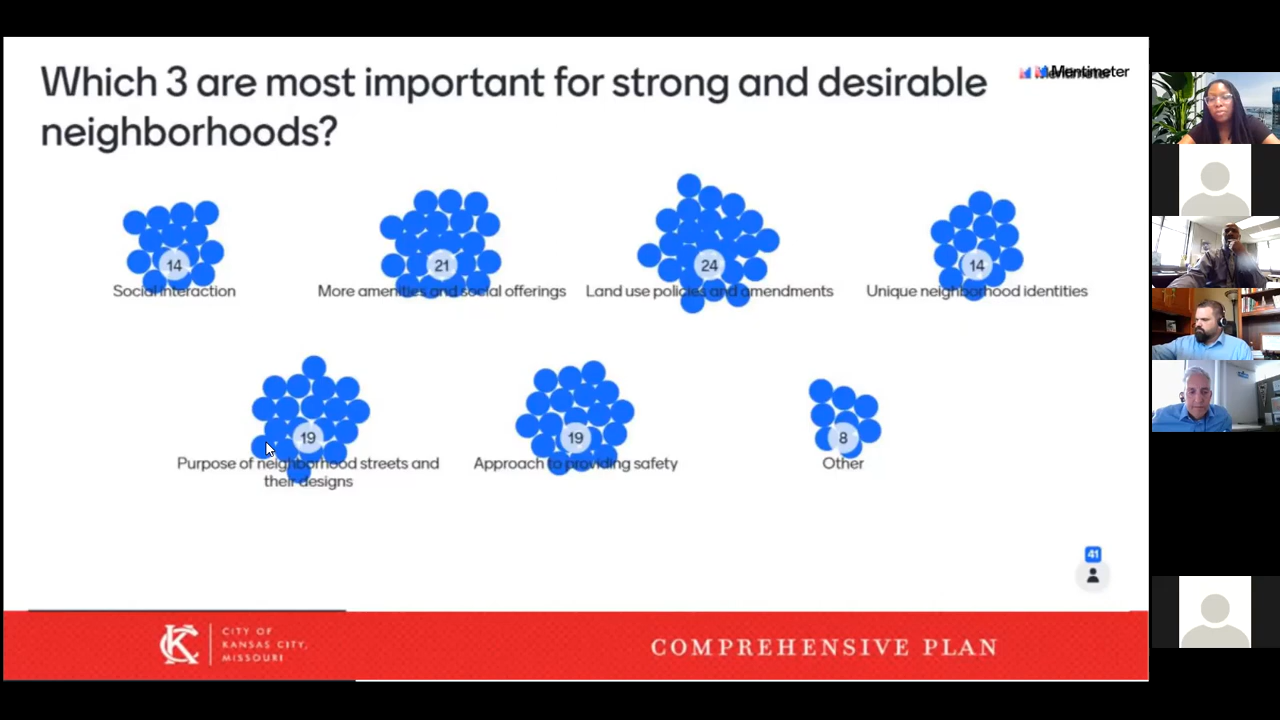 Which 3 are most important for strong and desirable
neighborhoods?
Mentimeter
14
21
24
14
Social interaction
More amenities and social offerings
Land use policies and amendments
Unique neighborhood identities
19
19
8
Purpose of neighborhood streets and
their designs
Approach to providing safety
Other
41
KC
CITY OF
KANSAS CITY,
MISSOURI
COMPREHENSIVE PLAN